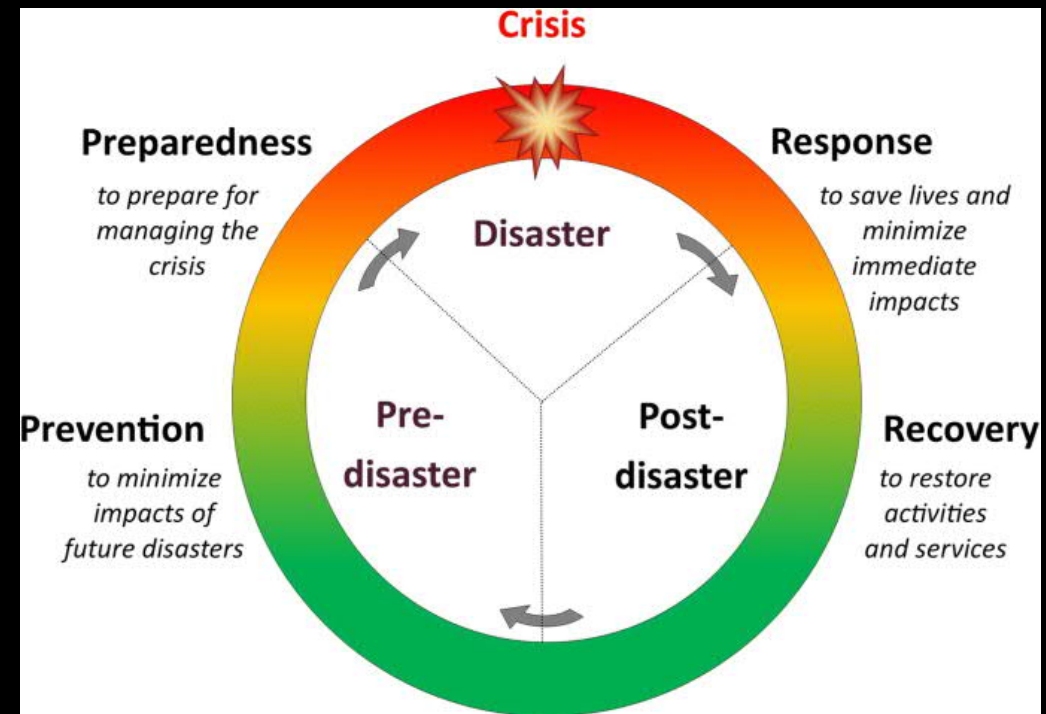 Crisis
Preparedness
to prepare for
managing the
crisis
Response
to save lives and
minimize
immediate
impacts
Disaster
Pre-
disaster
Post-
disaster
Prevention
to minimize
impacts of
future disasters
Recovery
to restore
activities
and services